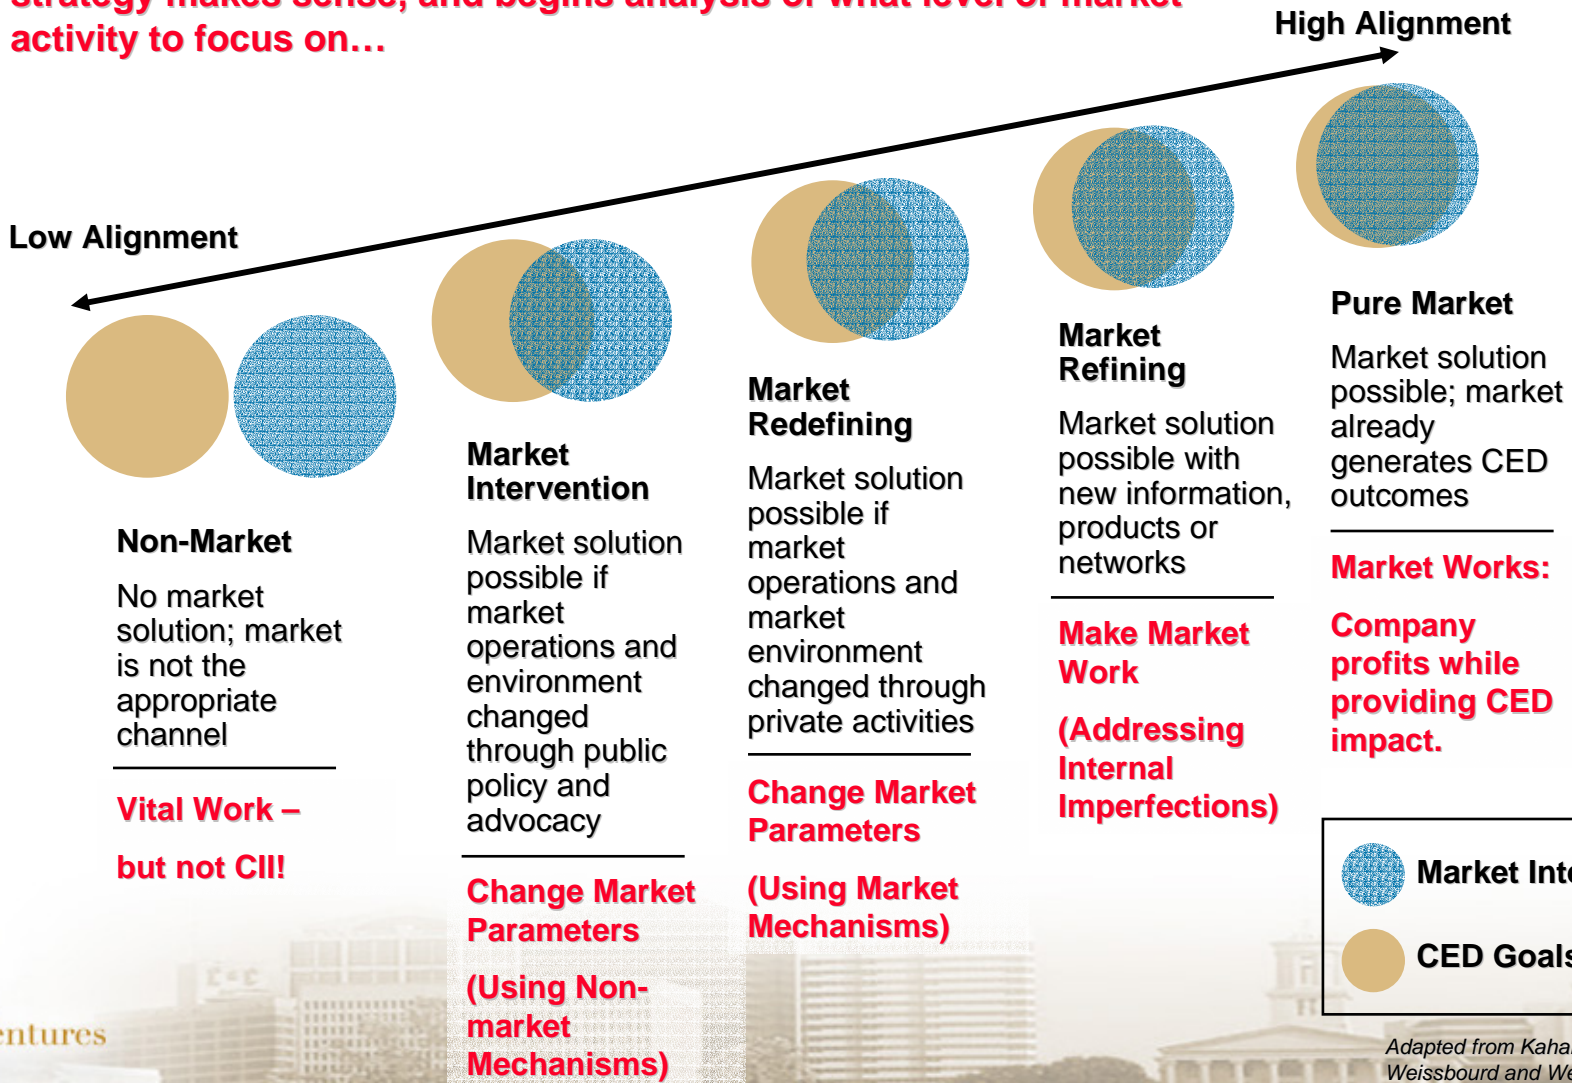 activity to focus on…
High Alignment
Low Alignment
Non-Market
No market
solution; market
is not the
appropriate
channel
Vital Work –
but not CII!
Market
Intervention
Market solution
possible if
market
operations and
environment
changed
through public
policy and
advocacy
Change Market
Parameters
(Using Non-
market
Mechanisms)
Market
Redefining
Market solution
possible if
market
operations and
market
environment
changed through
private activities
Change Market
Parameters
(Using Market
Mechanisms)
Market
Refining
Market solution
possible with
new information,
products or
networks
Make Market
Work
(Addressing
Internal
Imperfections)
Pure Market
Market solution
possible; market
already
generates CED
outcomes
Market Works:
Company
profits while
providing CED
impact.
Market
CED Goals
Adapted from
Weissbourd and